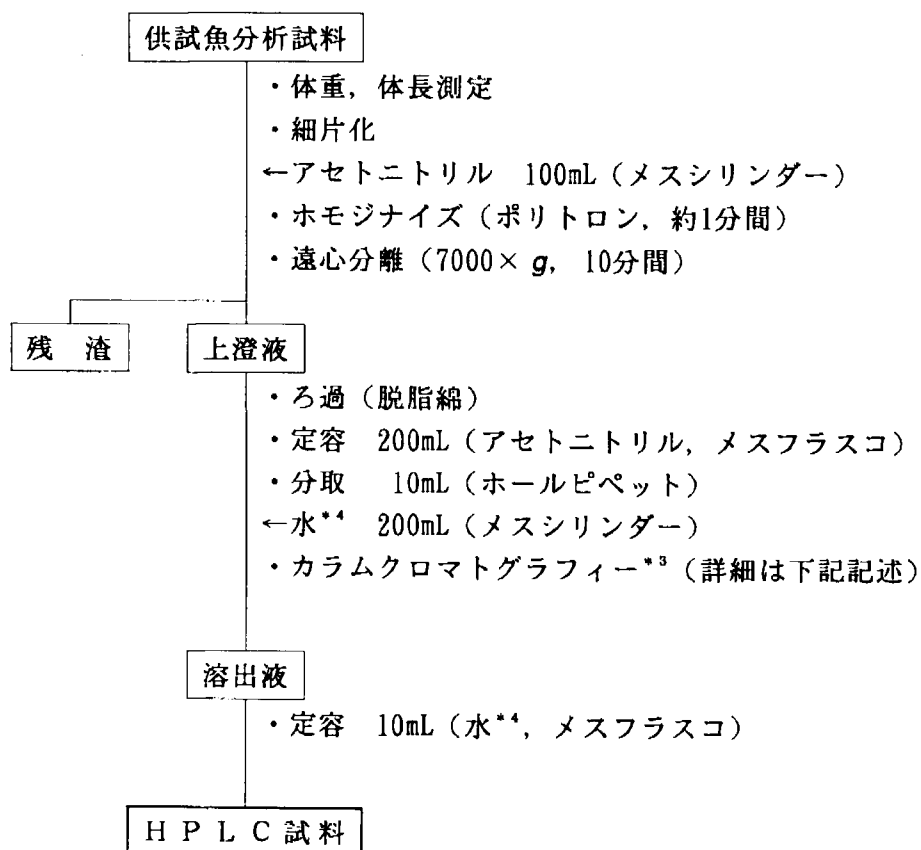 供試魚分析試料
・体重，体長測定
・細片化
←アセトニトリル　100mL（メスシリンダー）
・ホモジナイズ（ポリトロン，約1分間）
・遠心分離（7000× g，10分間）
残　渣　上澄液
・ろ過（脱脂綿）
・定容　200mL（アセトニトリル，メスフラスコ）
・分取　10mL（ホールピペット）
←水*4　200mL（メスシリンダー）
・カラムクロマトグラフィー*3（詳細は下記記述）
溶出液
・定容　10mL（水*4，メスフラスコ）
ＨＰＬＣ試料